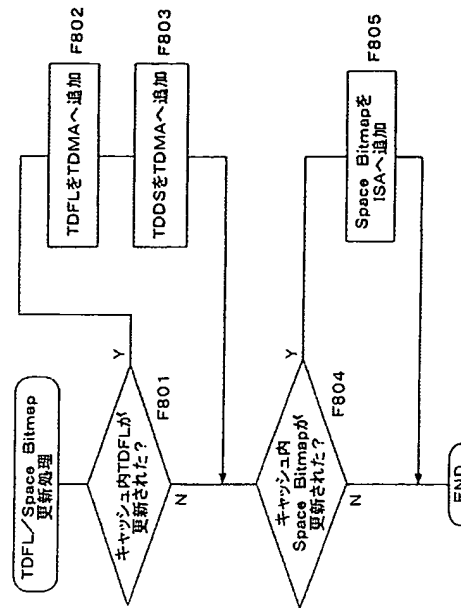 TDFL／Space Bitmap
更新処理
キャッシュ内TDFLが
更新された？
F801
Y
N
TDFLをTDMAへ追加
F802
TDDSをTDMAへ追加
F803
キャッシュ内
Space Bitmapが
更新された？
F804
Y
N
Space Bitmapを
ISAへ追加
F805
END